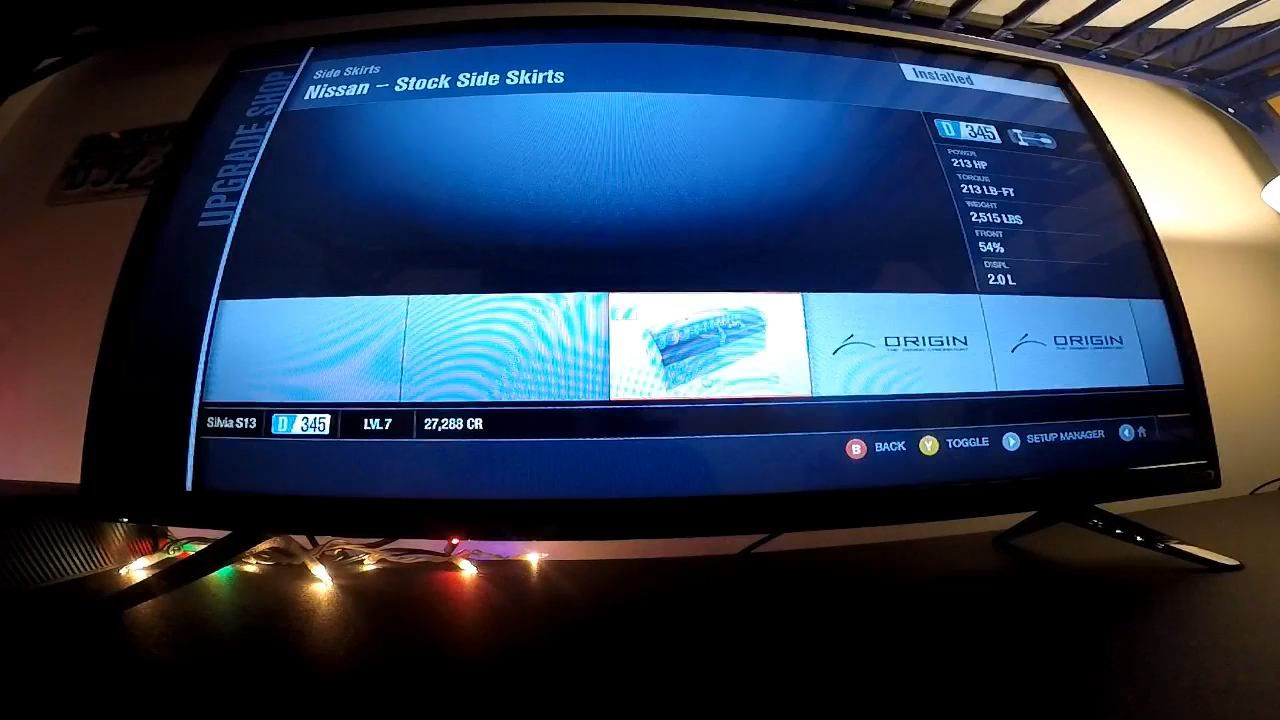 UPGRADE SHOP
Side Skirts
Nissan – Stock Side Skirts
Installed
D 345
POWER
213 HP
TORQUE
213 LB-FT
WEIGHT
2,515 LBS
FRONT
54%
DISPL.
2.0 L
ORIGIN
ORIGIN
Silvia S13 D 345 LVL 7 27,288 CR
B BACK Y TOGGLE SETUP MANAGER